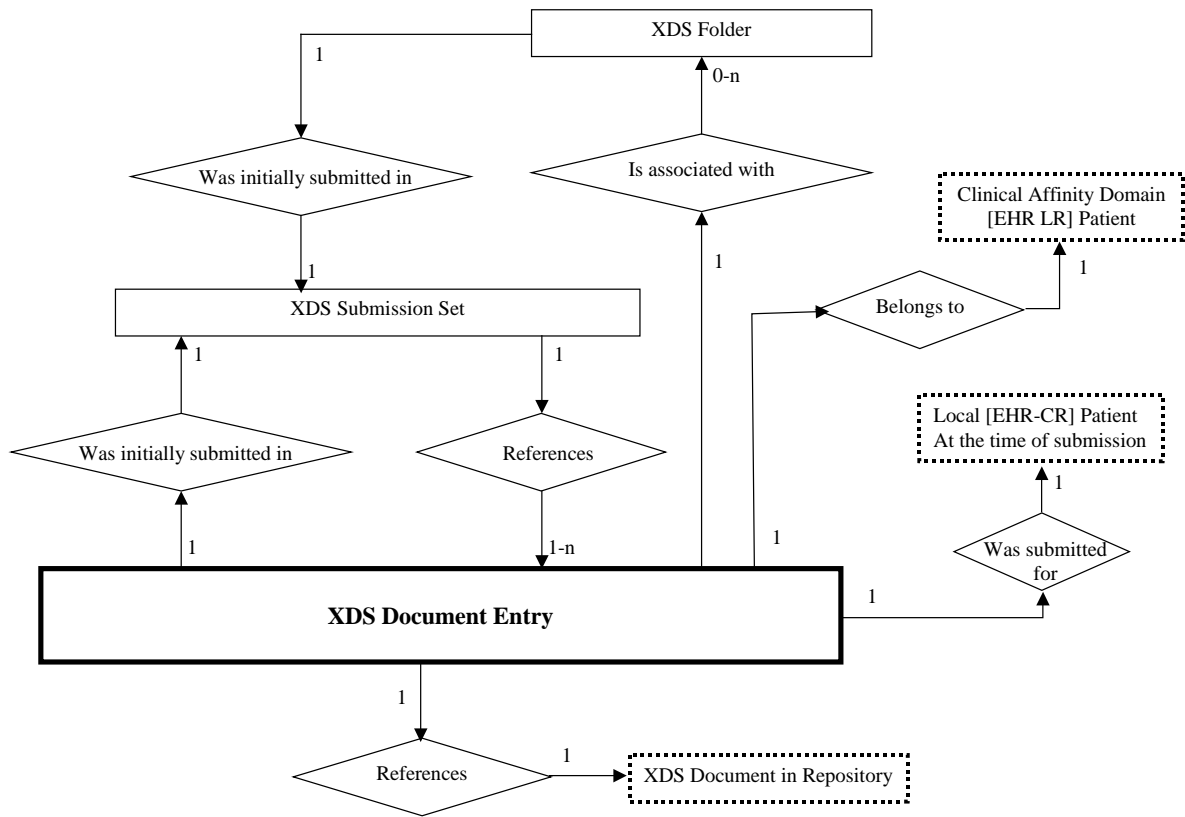 XDS Folder
1
0-n
Was initially submitted in
Is associated with
Clinical Affinity Domain
[EHR LR] Patient
1
1
1
XDS Submission Set
Belongs to
1
1
Local [EHR-CR] Patient
At the time of submission
Was initially submitted in
References
1
1
1-n
1
Was submitted
for
XDS Document Entry
1
1
References
1
XDS Document in Repository